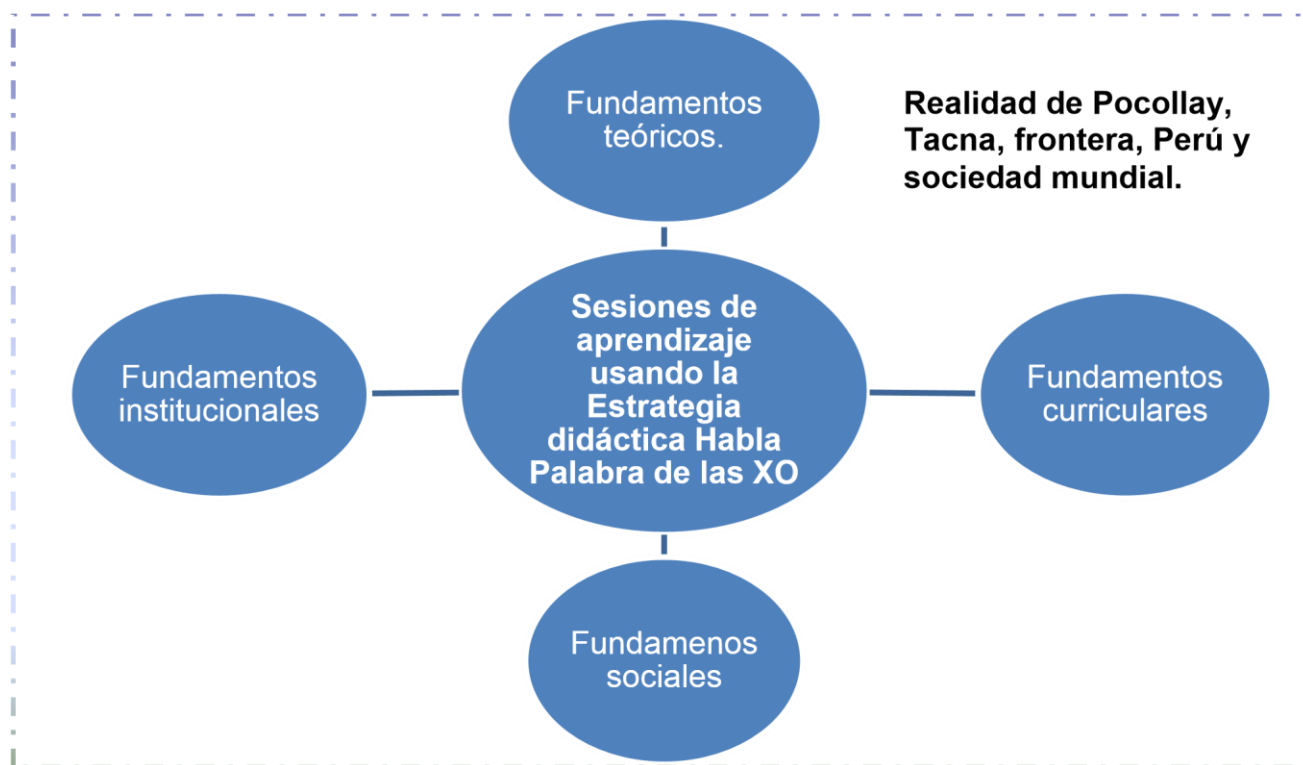 Fundamentos
teóricos.
Realidad de Pocollay,
Tacna, frontera, Perú y
sociedad mundial.
Sesiones de
aprendizaje
usando la
Estrategia
didáctica Habla
Palabra de las XO
Fundamentos
institucionales
Fundamentos
curriculares
Fundamenos
sociales